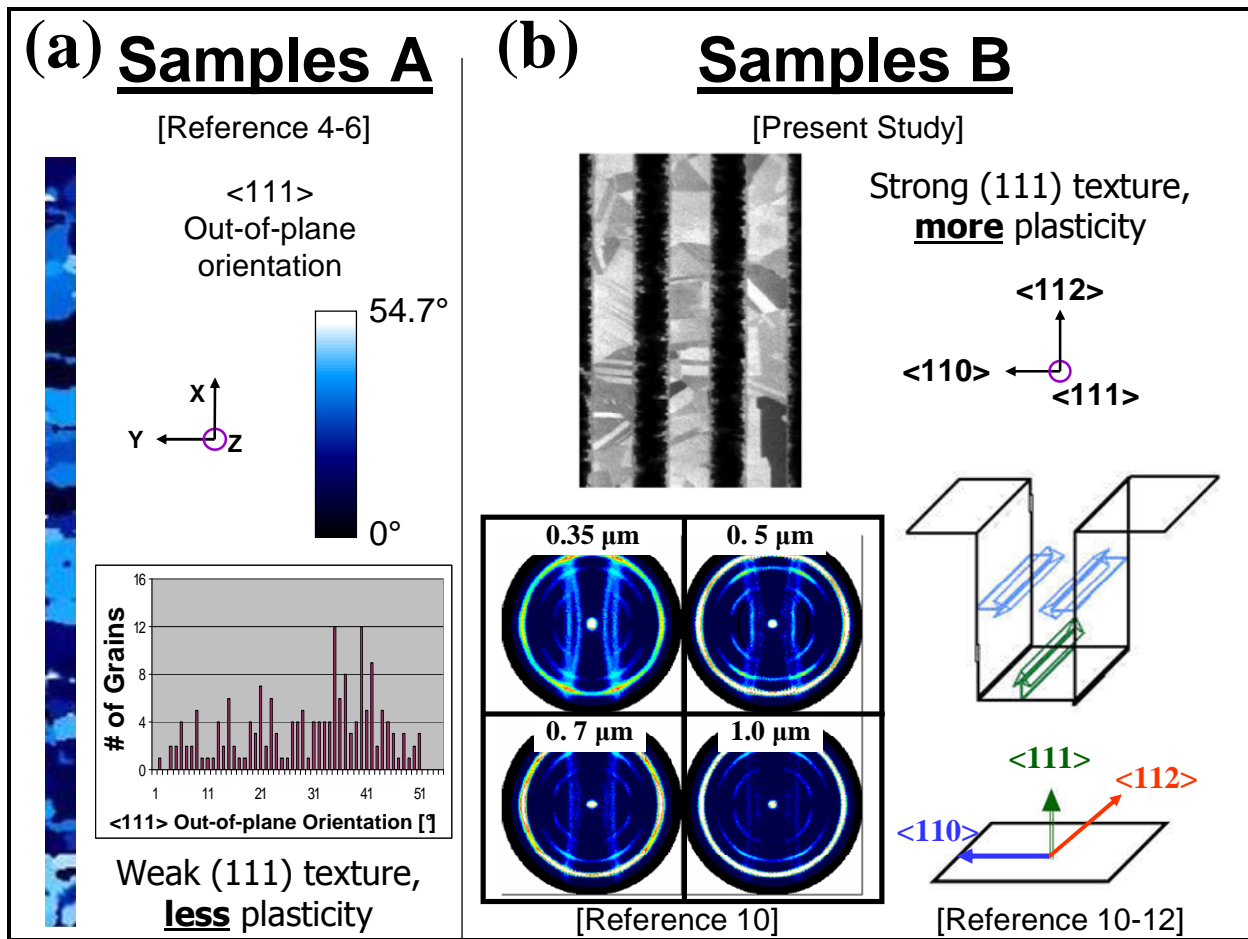 (a) Samples A
[Reference 4-6]
<111>
Out-of-plane
orientation
54.7°
0°
X
Y
Z
# of Grains
16
12
8
4
0
1 11 21 31 41 51
<111> Out-of-plane Orientation [°]
Weak (111) texture,
less plasticity
(b) Samples B
[Present Study]
Strong (111) texture,
more plasticity
<112>
<110>
<111>
0.35 µm
0. 5 µm
0. 7 µm
1.0 µm
[Reference 10]
<111>
<112>
<110>
[Reference 10-12]